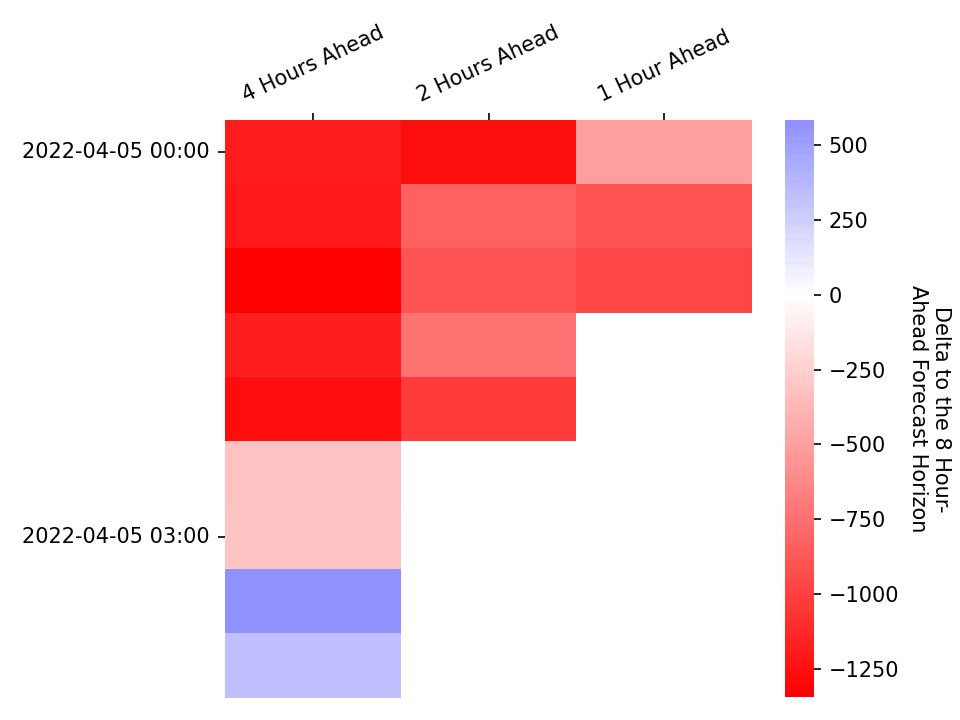 4 Hours Ahead
2 Hours Ahead
1 Hour Ahead
2022-04-05 00:00
2022-04-05 03:00
500
250
0
−250
−500
−750
−1000
−1250
Delta to the 8 Hour-
Ahead Forecast Horizon